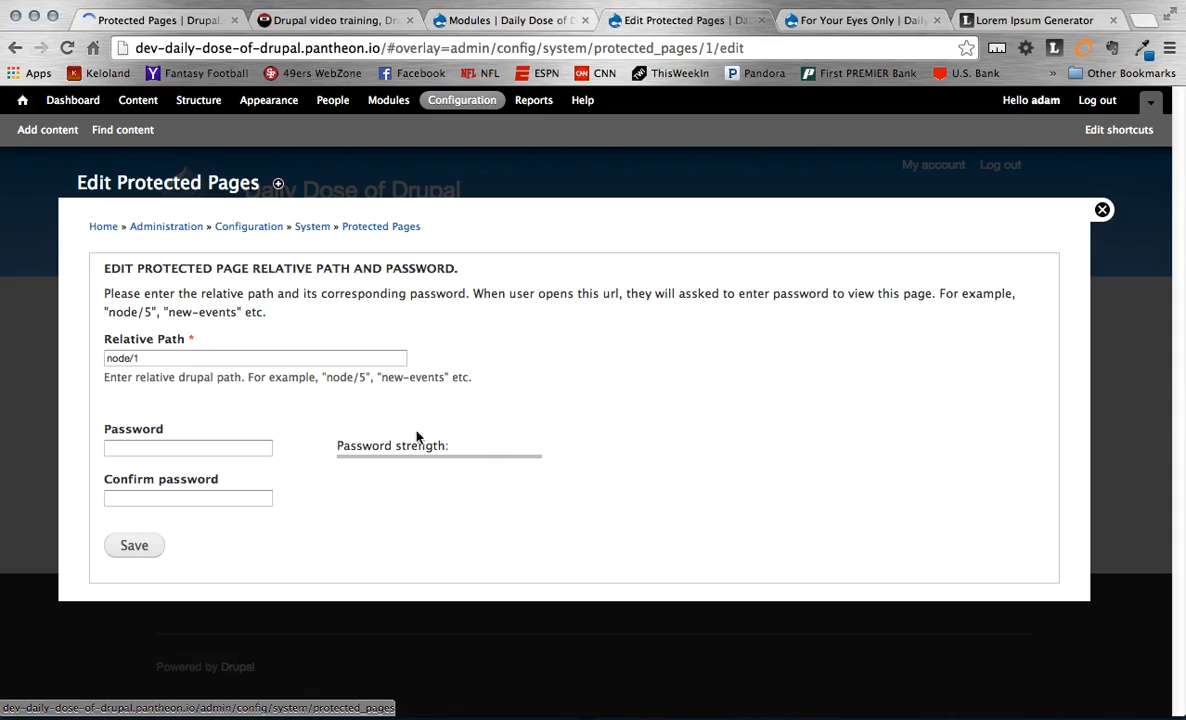 Protected Pages | Drupal. Drupal video training, Dr Modules | Daily Dose of D Edit Protected Pages | Da For Your Eyes Only | Daily Lorem Ipsum Generator
dev-daily-dose-of-drupal.pantheon.io/#overlay=admin/config/system/protected_pages/1/edit
Apps Keloland Fantasy Football 49ers WebZone Facebook NFL ESPN CNN ThisWeekIn Pandora First PREMIER Bank U.S. Bank » Other Bookmarks
Dashboard Content Structure Appearance People Modules Configuration Reports Help Hello adam Log out
Add content Find content Edit shortcuts
My account Log out
Edit Protected Pages
Daily Dose of Drupal
Home » Administration » Configuration » System » Protected Pages
EDIT PROTECTED PAGE RELATIVE PATH AND PASSWORD.
Please enter the relative path and its corresponding password. When user opens this url, they will assked to enter password to view this page. For example,
"node/5", "new-events" etc.
Relative Path *
node/1
Enter relative drupal path. For example, "node/5", "new-events" etc.
Password
Password strength:
Confirm password
Save
Powered by Drupal
dev-daily-dose-of-drupal.pantheon.io/admin/config/system/protected_pages